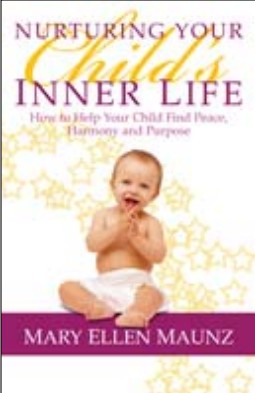 NURTURING YOUR
Child's
INNER LIFE
How to Help Your Child Find Peace,
Harmony and Purpose
MARY ELLEN MAUNZ